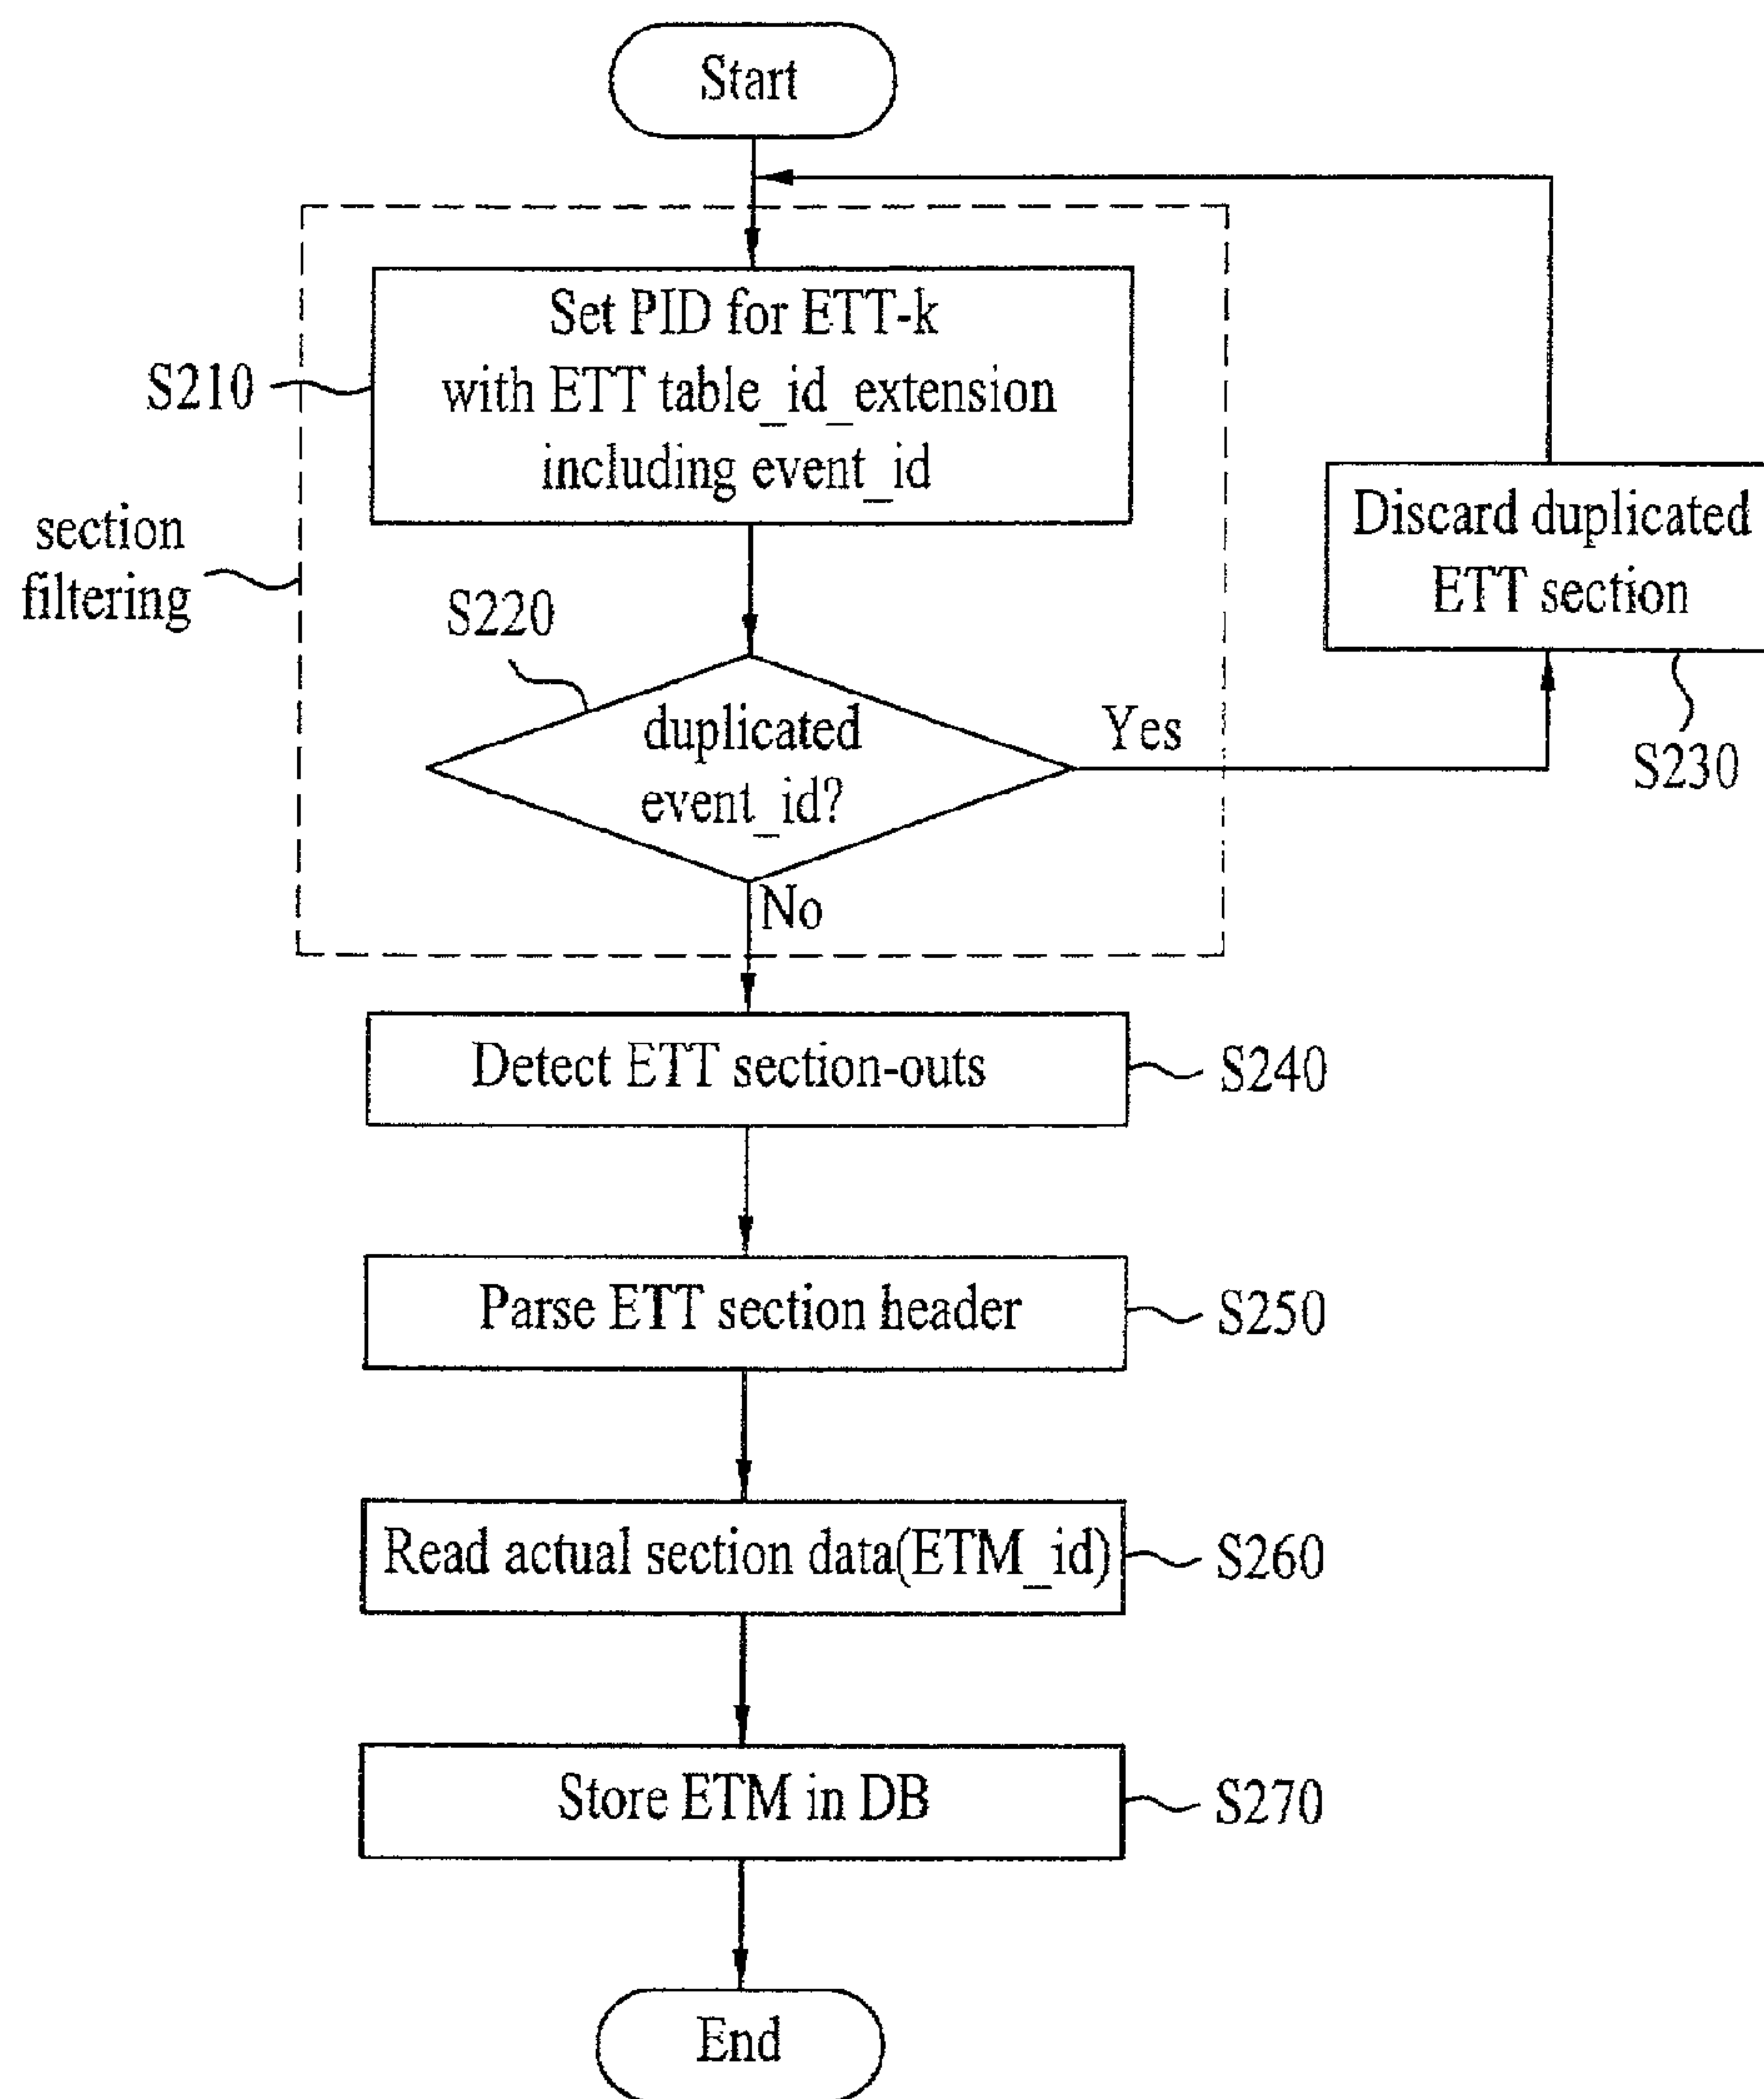 Start
Set PID for ETT-k
with ETT table_id_extension
including event_id
S210
section
filtering
Discard duplicated
ETT section
S230
S220
duplicated
event_id?
Yes
No
Detect ETT section-outs
S240
Parse ETT section header
S250
Read actual section data(ETM_id)
S260
Store ETM in DB
S270
End